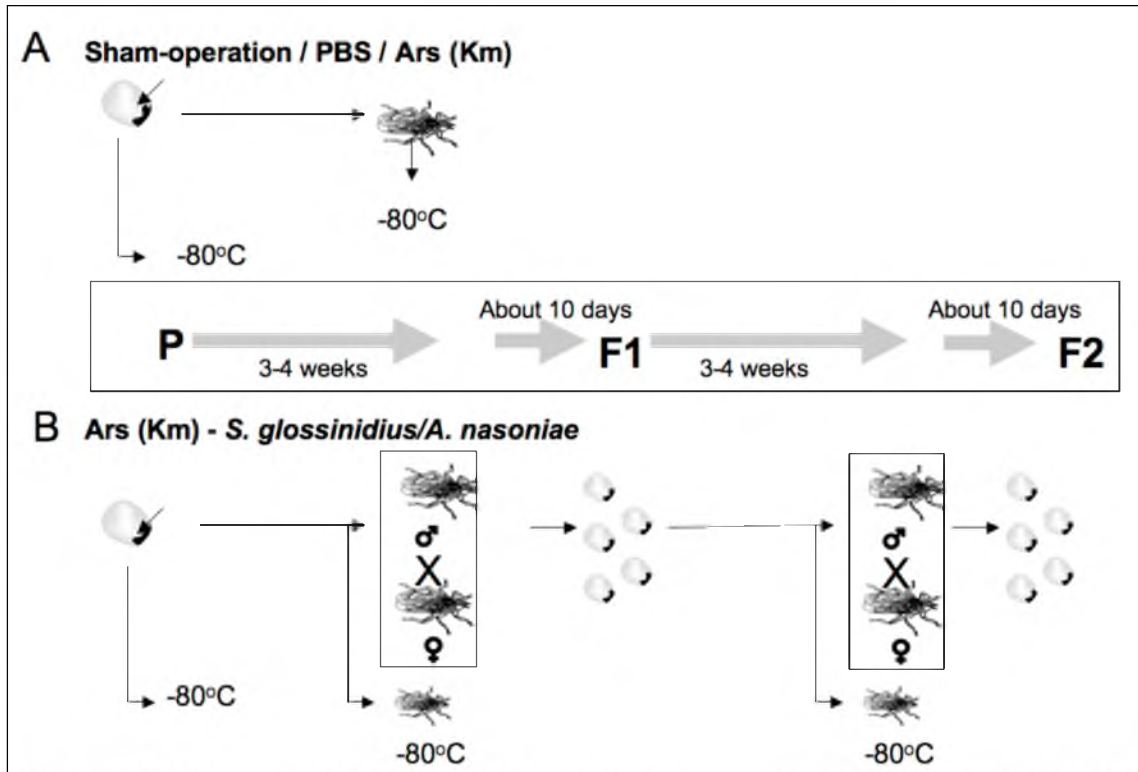 A Sham-operation / PBS / Ars (Km)
-80°C
-80°C
About 10 days
About 10 days
P
F1
F2
3-4 weeks
3-4 weeks
B Ars (Km) - S. glossinidius/A. nasoniae
♂
♂
X
X
♀
♀
-80°C
-80°C
-80°C